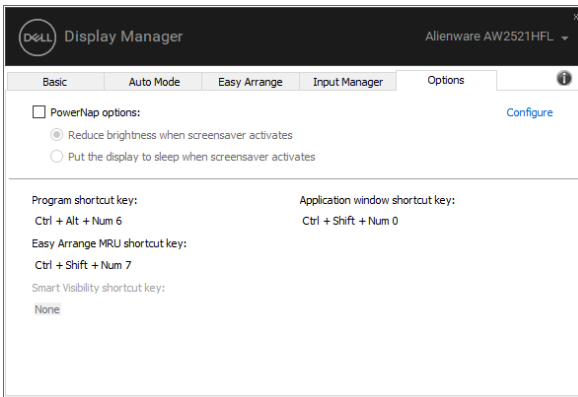 DELL Display Manager
Alienware AW2521HFL
Basic
Auto Mode
Easy Arrange
Input Manager
Options
PowerNap options:
Configure
Reduce brightness when screensaver activates
Put the display to sleep when screensaver activates
Program shortcut key:
Application window shortcut key:
Ctrl + Alt + Num 6
Ctrl + Shift + Num 0
Easy Arrange MRU shortcut key:
Ctrl + Shift + Num 7
Smart Visibility shortcut key:
None